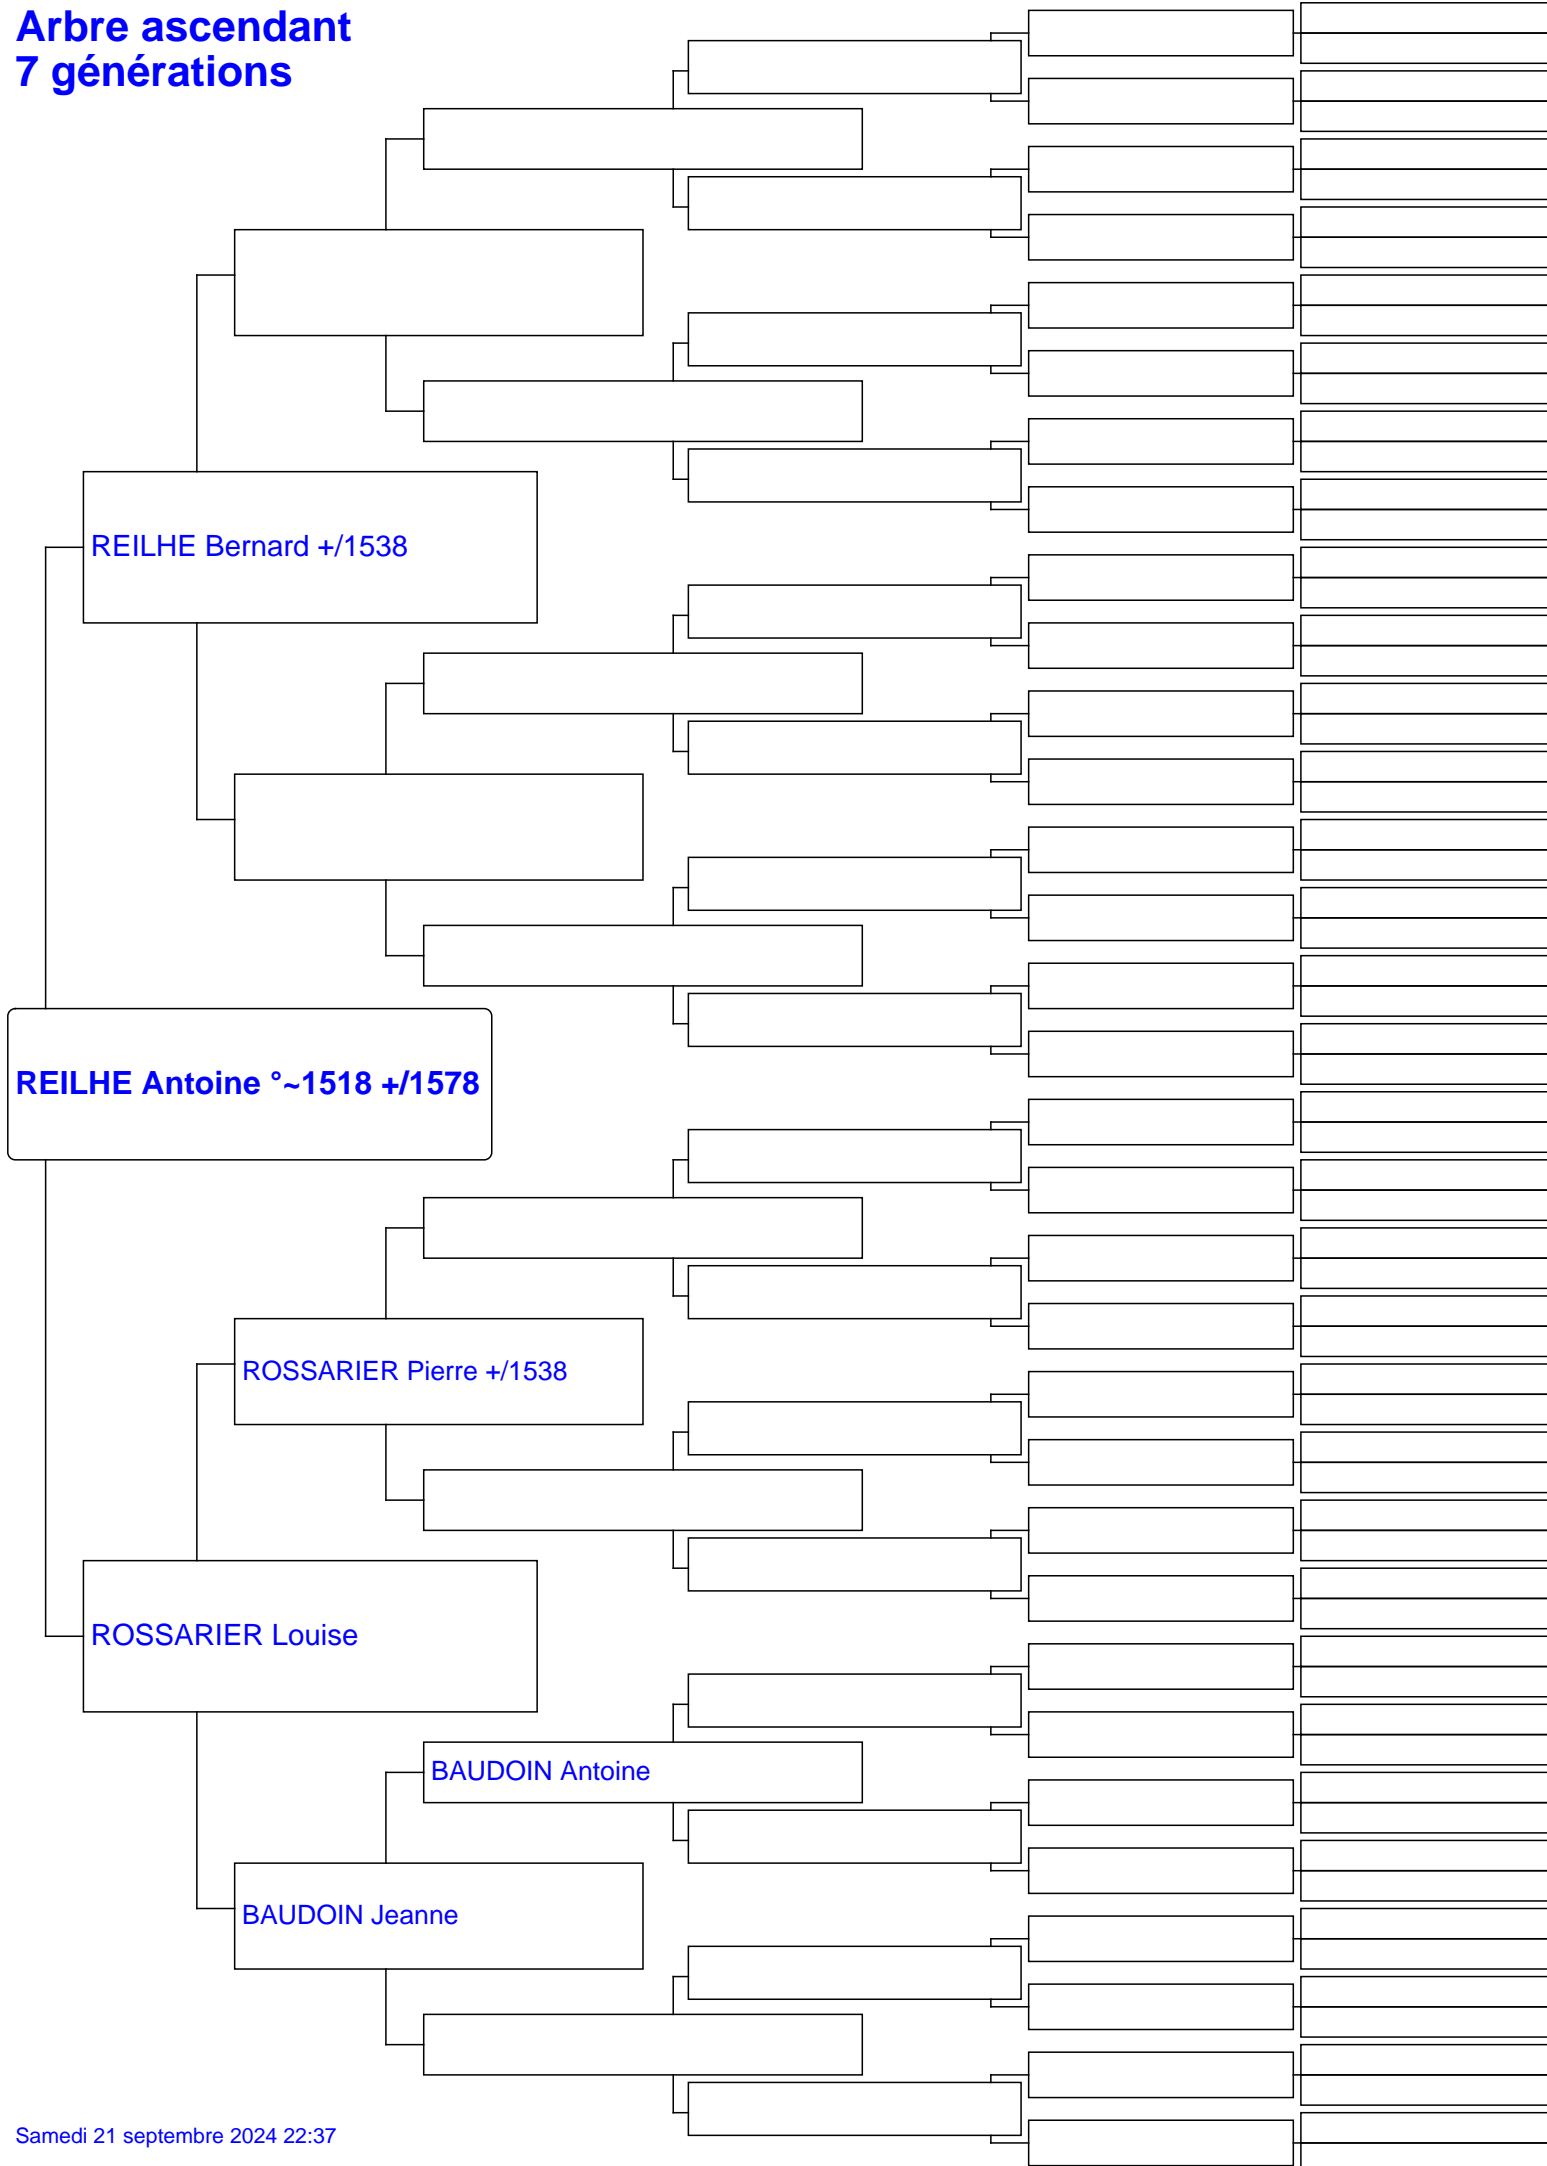 Arbre ascendant
7 générations
REILHE Bernard +/1538
REILHE Antoine °~1518 +/1578
ROSSARIER Pierre +/1538
ROSSARIER Louise
BAUDOIN Antoine
BAUDOIN Jeanne
Samedi 21 septembre 2024 22:37